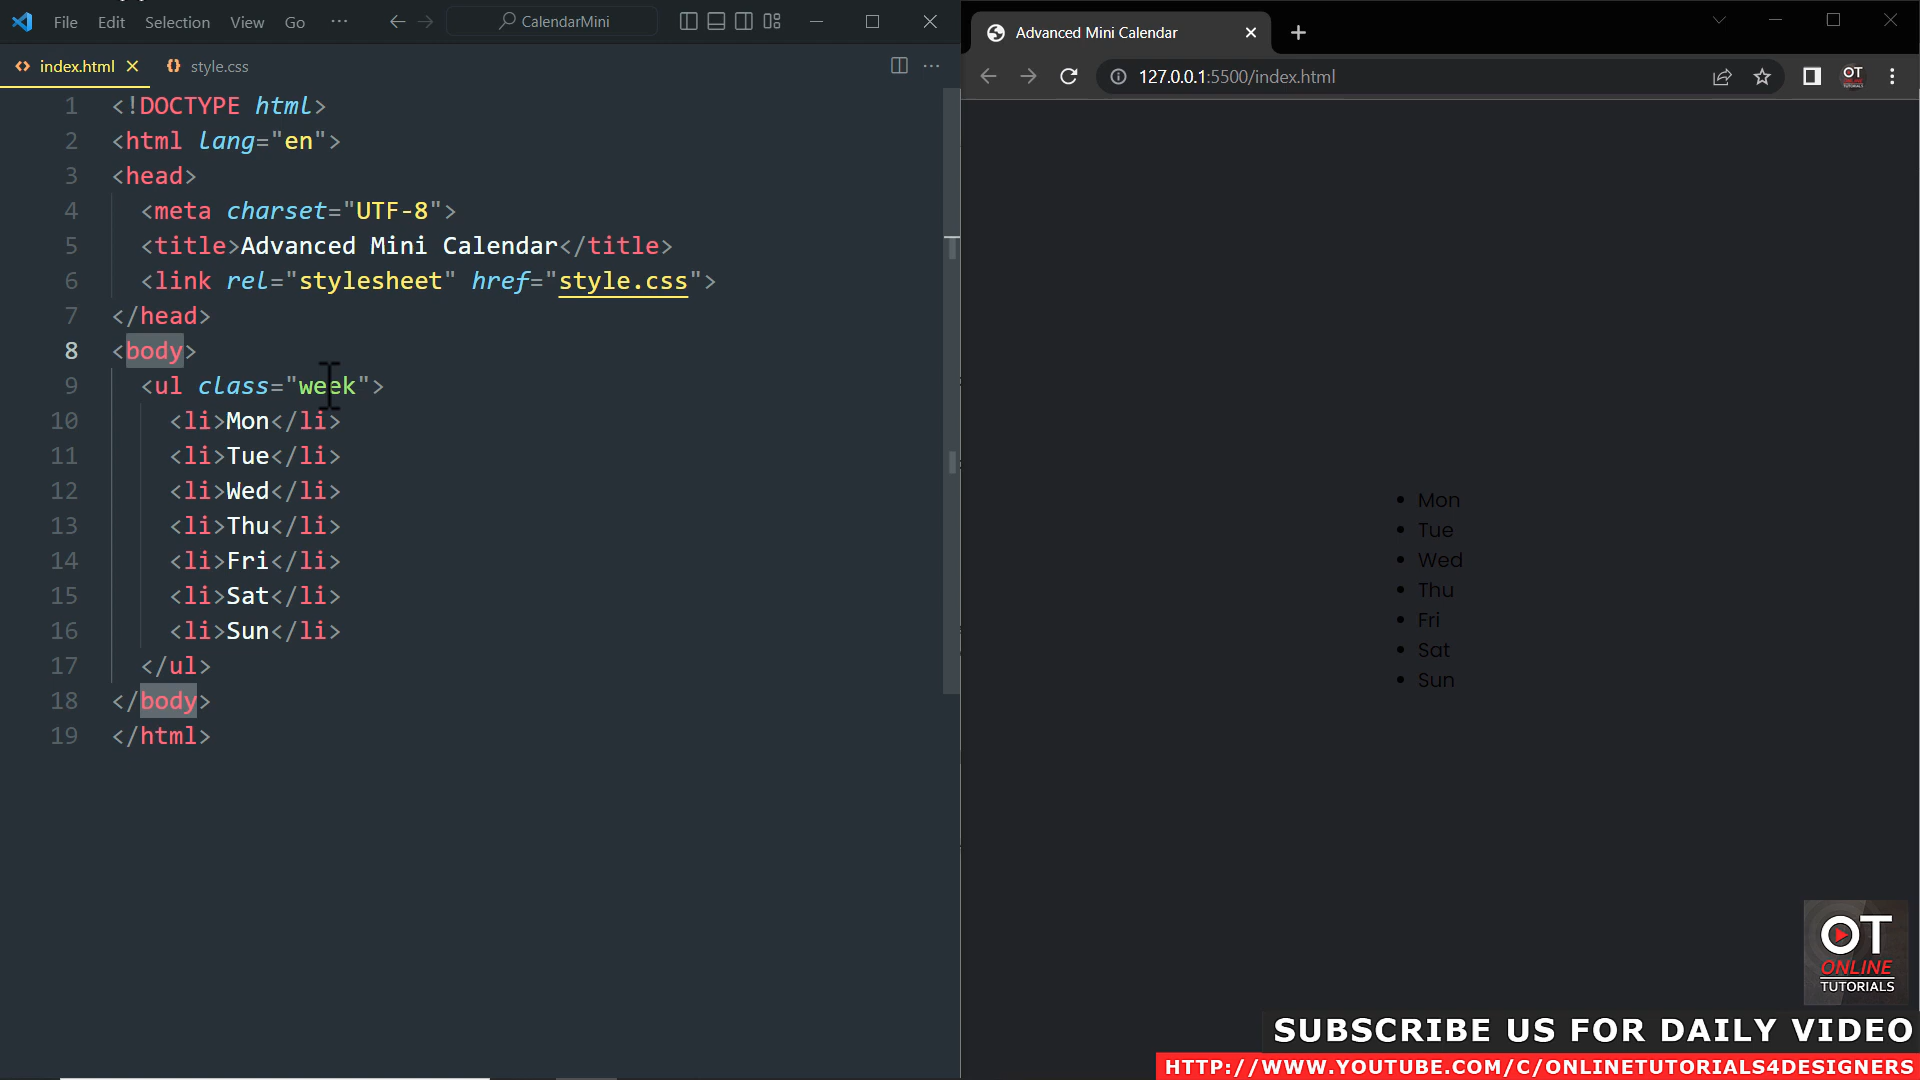 File Edit Selection View Go ··· CalendarMini
index.html style.css
1 <!DOCTYPE html>
2 <html lang="en">
3 <head>
4 <meta charset="UTF-8">
5 <title>Advanced Mini Calendar</title>
6 <link rel="stylesheet" href="style.css">
7 </head>
8 <body>
9 <ul class="week">
10 <li>Mon</li>
11 <li>Tue</li>
12 <li>Wed</li>
13 <li>Thu</li>
14 <li>Fri</li>
15 <li>Sat</li>
16 <li>Sun</li>
17 </ul>
18 </body>
19 </html>
Advanced Mini Calendar
127.0.0.1:5500/index.html
• Mon
• Tue
• Wed
• Thu
• Fri
• Sat
• Sun
OT
ONLINE
TUTORIALS
SUBSCRIBE US FOR DAILY VIDEO
HTTP://WWW.YOUTUBE.COM/C/ONLINETUTORIALS4DESIGNERS